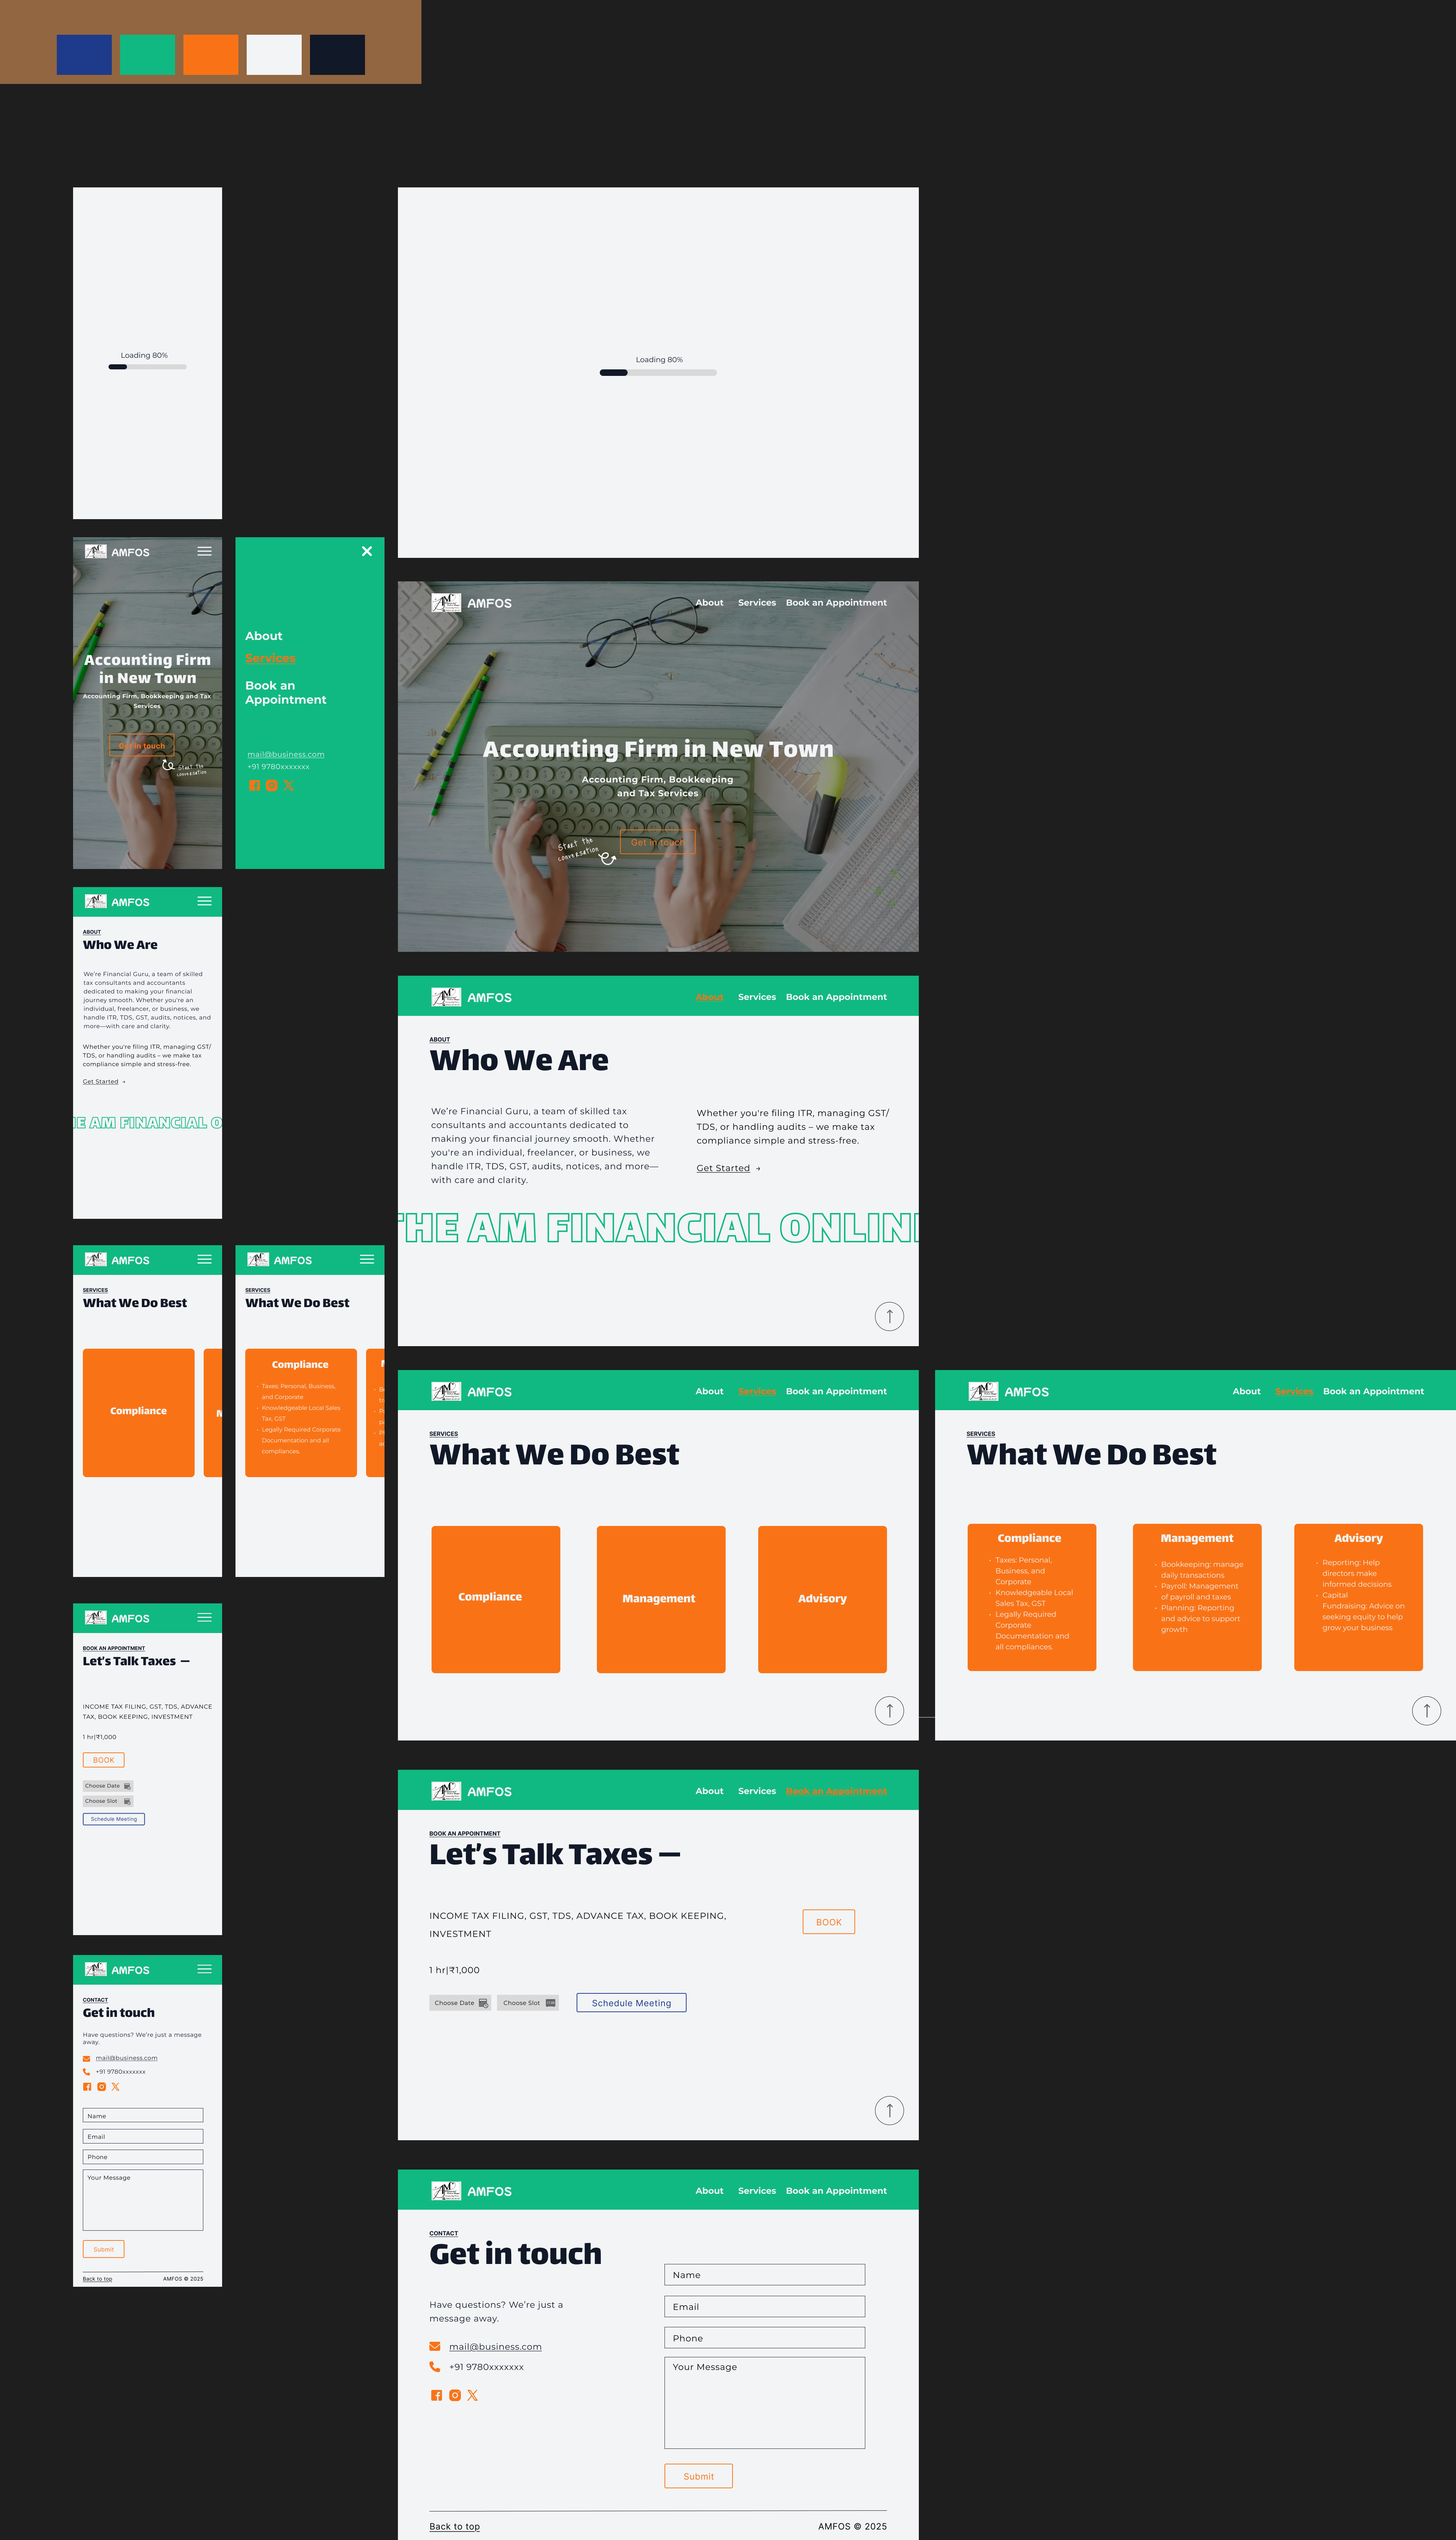 Loading 80%
Loading 80%
AMFOS
Accounting Firm
in New Town
Accounting Firm, Bookkeeping and Tax
Services
Get in touch
Start the
conversation
About
Services
Book an
Appointment
mail@business.com
+91 9780xxxxxxx
AMFOS
About Services Book an Appointment
Accounting Firm in New Town
Accounting Firm, Bookkeeping
and Tax Services
Start the
conversation
Get in touch
AMFOS
ABOUT
Who We Are
We're Financial Guru, a team of skilled
tax consultants and accountants
dedicated to making your financial
journey smooth. Whether you're an
individual, freelancer, or business, we
handle ITR, TDS, GST, audits, notices, and
more—with care and clarity.
Whether you're filing ITR, managing GST/
TDS, or handling audits – we make tax
compliance simple and stress-free.
Get Started →
HE AM FINANCIAL O
AMFOS
About Services Book an Appointment
ABOUT
Who We Are
We're Financial Guru, a team of skilled tax
consultants and accountants dedicated to
making your financial journey smooth. Whether
you're an individual, freelancer, or business, we
handle ITR, TDS, GST, audits, notices, and more—
with care and clarity.
Whether you're filing ITR, managing GST/
TDS, or handling audits – we make tax
compliance simple and stress-free.
Get Started →
THE AM FINANCIAL ONLINE
AMFOS
SERVICES
What We Do Best
Compliance
AMFOS
SERVICES
What We Do Best
Compliance
• Taxes: Personal, Business,
and Corporate
• Knowledgeable Local Sales
Tax, GST
• Legally Required Corporate
Documentation and all
compliances.
AMFOS
About Services Book an Appointment
SERVICES
What We Do Best
Compliance
Management
Advisory
AMFOS
About Services Book an Appointment
SERVICES
What We Do Best
Compliance
• Taxes: Personal,
Business, and
Corporate
• Knowledgeable Local
Sales Tax, GST
• Legally Required
Corporate
Documentation and
all compliances.
Management
• Bookkeeping: manage
daily transactions
• Payroll: Management
of payroll and taxes
• Planning: Reporting
and advice to support
growth
Advisory
• Reporting: Help
directors make
informed decisions
• Capital
Fundraising: Advice on
seeking equity to help
grow your business
AMFOS
BOOK AN APPOINTMENT
Let's Talk Taxes —
INCOME TAX FILING, GST, TDS, ADVANCE
TAX, BOOK KEEPING, INVESTMENT
1 hr|₹1,000
BOOK
Choose Date
Choose Slot
Schedule Meeting
AMFOS
About Services Book an Appointment
BOOK AN APPOINTMENT
Let's Talk Taxes —
INCOME TAX FILING, GST, TDS, ADVANCE TAX, BOOK KEEPING,
INVESTMENT
BOOK
1 hr|₹1,000
Choose Date
Choose Slot
Schedule Meeting
AMFOS
CONTACT
Get in touch
Have questions? We're just a message
away.
mail@business.com
+91 9780xxxxxxx
Name
Email
Phone
Your Message
Submit
Back to top
AMFOS © 2025
AMFOS
About Services Book an Appointment
CONTACT
Get in touch
Have questions? We're just a
message away.
mail@business.com
+91 9780xxxxxxx
Name
Email
Phone
Your Message
Submit
Back to top
AMFOS © 2025